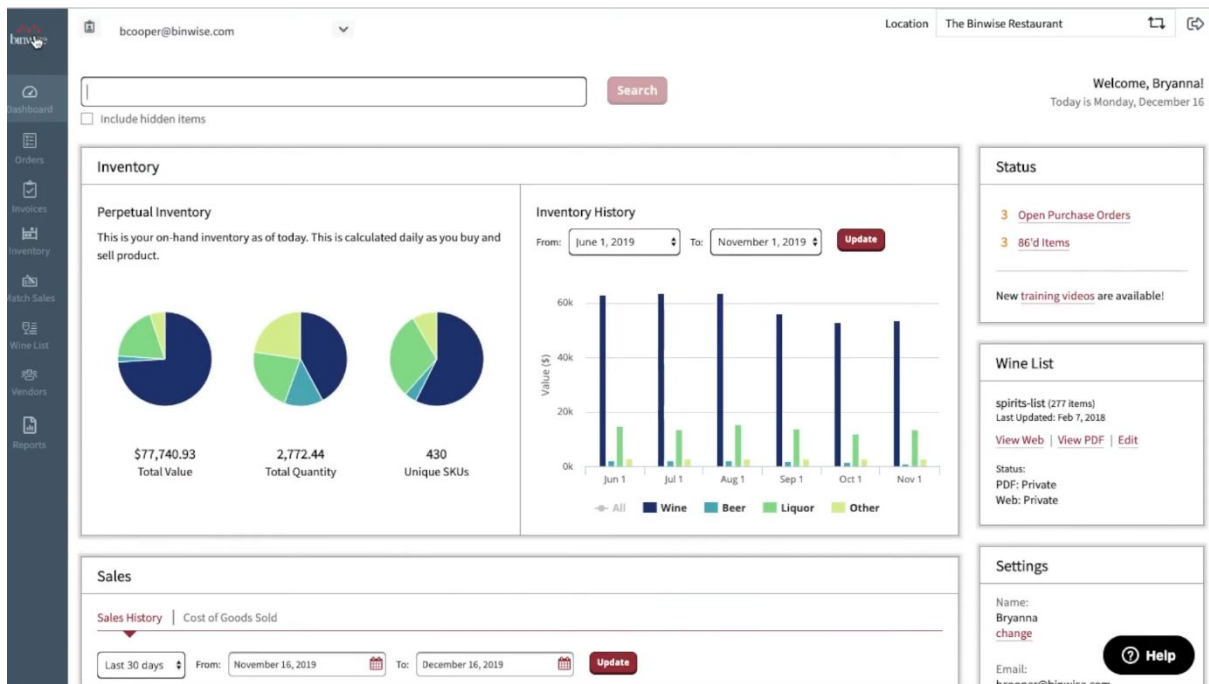 binwise
bcooper@binwise.com
Location
The Binwise Restaurant
Search
Include hidden items
Welcome, Bryanna!
Today is Monday, December 16
Dashboard
Orders
Invoices
Inventory
Match Sales
Wine List
Vendors
Reports
Inventory
Perpetual Inventory
This is your on-hand inventory as of today. This is calculated daily as you buy and
sell product.
$77,740.93
Total Value
2,772.44
Total Quantity
430
Unique SKUs
Inventory History
From: June 1, 2019 To: November 1, 2019 Update
Value ($)
60k
40k
20k
0k
Jun 1 Jul 1 Aug 1 Sep 1 Oct 1 Nov 1
All Wine Beer Liquor Other
Sales
Sales History | Cost of Goods Sold
Last 30 days From: November 16, 2019 To: December 16, 2019 Update
Status
3 Open Purchase Orders
3 86'd Items
New training videos are available!
Wine List
spirits-list (277 items)
Last Updated: Feb 7, 2018
View Web | View PDF | Edit
Status:
PDF: Private
Web: Private
Settings
Name:
Bryanna
change
Email:
bcooper@binwise.com
Help